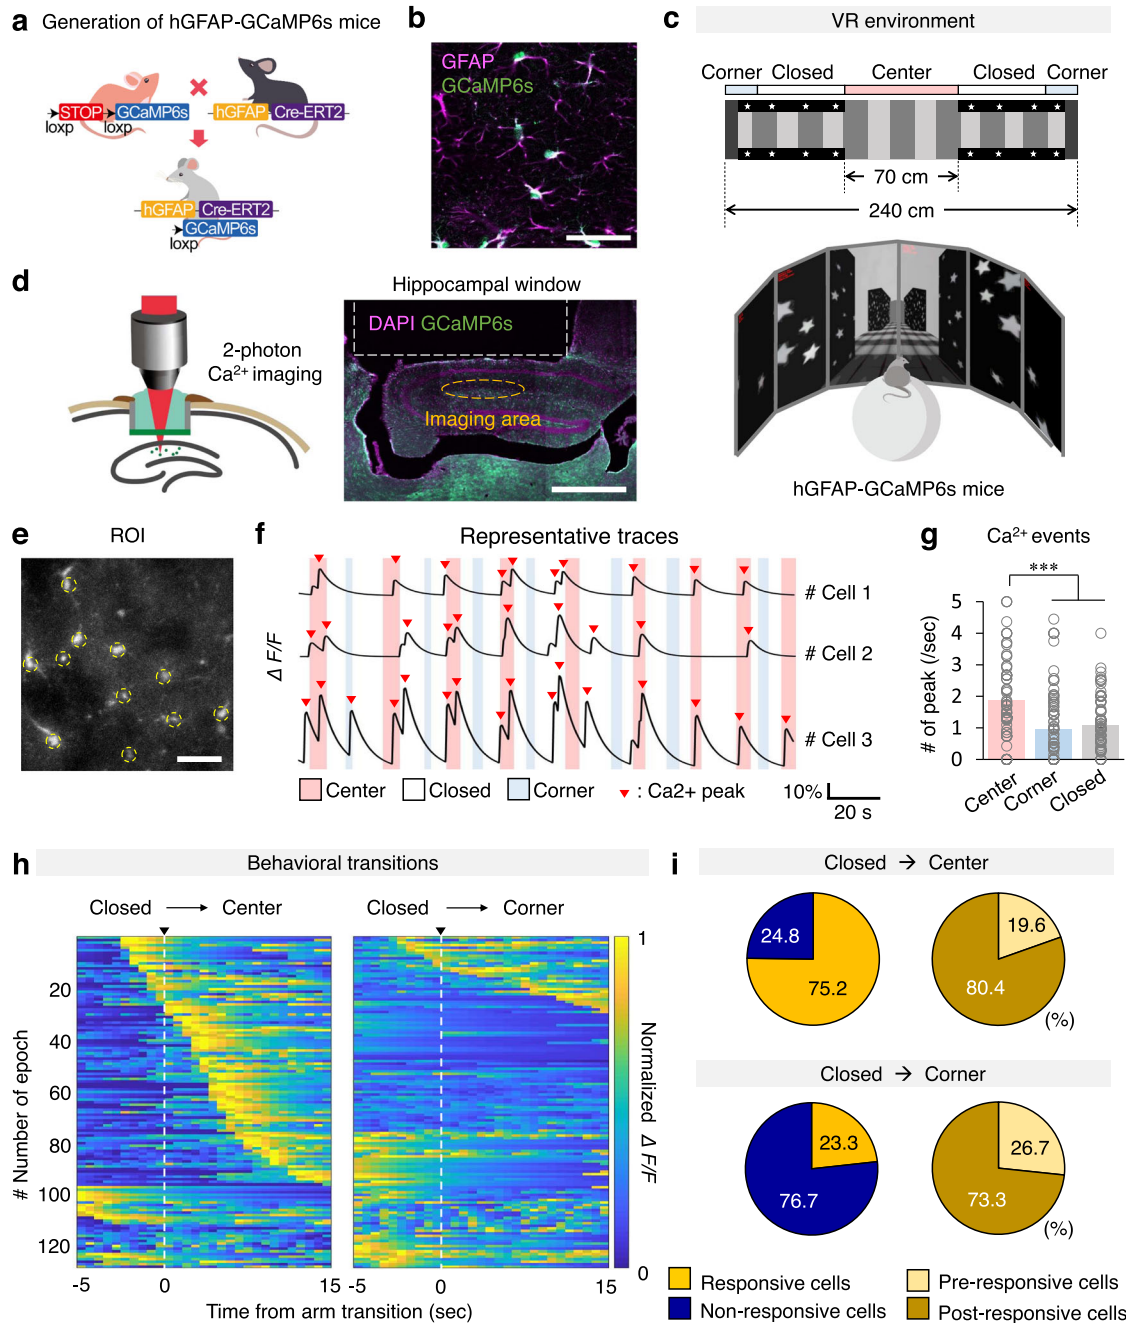 a Generation of hGFAP-GCaMP6s mice
STOP
GCaMP6s
loxp
loxp
hGFAP
Cre-ERT2
hGFAP
Cre-ERT2
GCaMP6s
loxp
b
GFAP
GCaMP6s
c
VR environment
Corner Closed Center Closed Corner
70 cm
240 cm
hGFAP-GCaMP6s mice
d
2-photon
Ca²⁺ imaging
Hippocampal window
DAPI GCaMP6s
Imaging area
e
ROI
f
Representative traces
Δ F/F
# Cell 1
# Cell 2
# Cell 3
Center Closed Corner : Ca2+ peak
10%
20 s
g
Ca²⁺ events
***
# of peak (/sec)
5
4
3
2
1
0
Center
Corner
Closed
h
Behavioral transitions
Closed → Center
Closed → Corner
# Number of epoch
20
40
60
80
100
120
-5 0 15
-5 0 15
Time from arm transition (sec)
1
0
Normalized Δ F/F
i
Closed → Center
24.8
75.2
19.6
80.4
(%)
Closed → Corner
23.3
76.7
26.7
73.3
(%)
Responsive cells
Non-responsive cells
Pre-responsive cells
Post-responsive cells